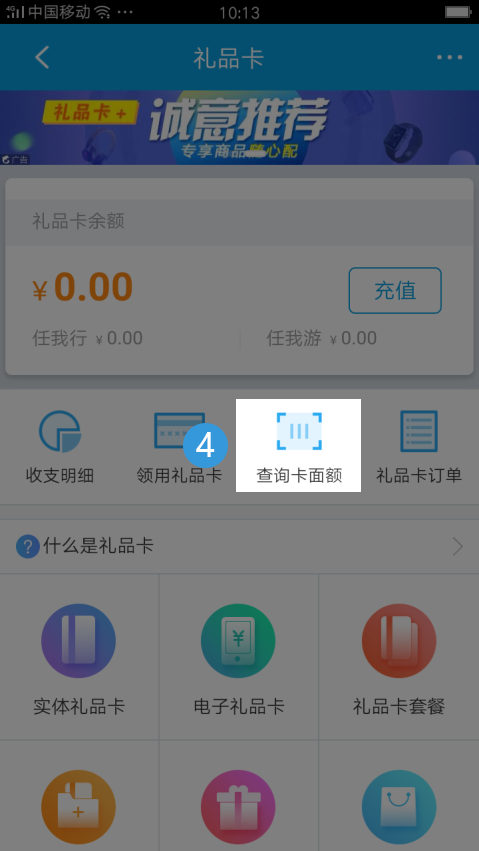 4G 中国移动 10:13
礼品卡
礼品卡+
诚意推荐
专享商品随心配
广告
礼品卡余额
¥ 0.00
充值
任我行 ¥ 0.00 任我游 ¥ 0.00
收支明细 领用礼品卡 4 查询卡面额 礼品卡订单
? 什么是礼品卡
实体礼品卡 电子礼品卡 礼品卡套餐